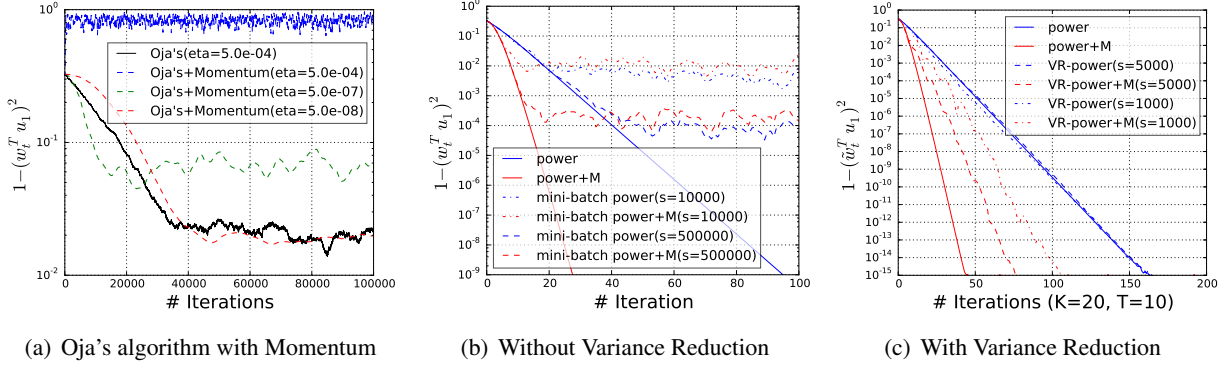 10^0
10^-1
10^-2
1−(w_t^T u_1)^2
0 20000 40000 60000 80000 100000
# Iterations
Oja's(eta=5.0e-04)
Oja's+Momentum(eta=5.0e-04)
Oja's+Momentum(eta=5.0e-07)
Oja's+Momentum(eta=5.0e-08)
(a) Oja's algorithm with Momentum
10^0
10^-1
10^-2
10^-3
10^-4
10^-5
10^-6
10^-7
10^-8
10^-9
1−(w_t^T u_1)^2
0 20 40 60 80 100
# Iteration
power
power+M
mini-batch power(s=10000)
mini-batch power+M(s=10000)
mini-batch power(s=500000)
mini-batch power+M(s=500000)
(b) Without Variance Reduction
10^0
10^-1
10^-2
10^-3
10^-4
10^-5
10^-6
10^-7
10^-8
10^-9
10^-10
10^-11
10^-12
10^-13
10^-14
10^-15
1−(w̃_t^T u_1)^2
0 50 100 150 200
# Iterations (K=20, T=10)
power
power+M
VR-power(s=5000)
VR-power+M(s=5000)
VR-power(s=1000)
VR-power+M(s=1000)
(c) With Variance Reduction